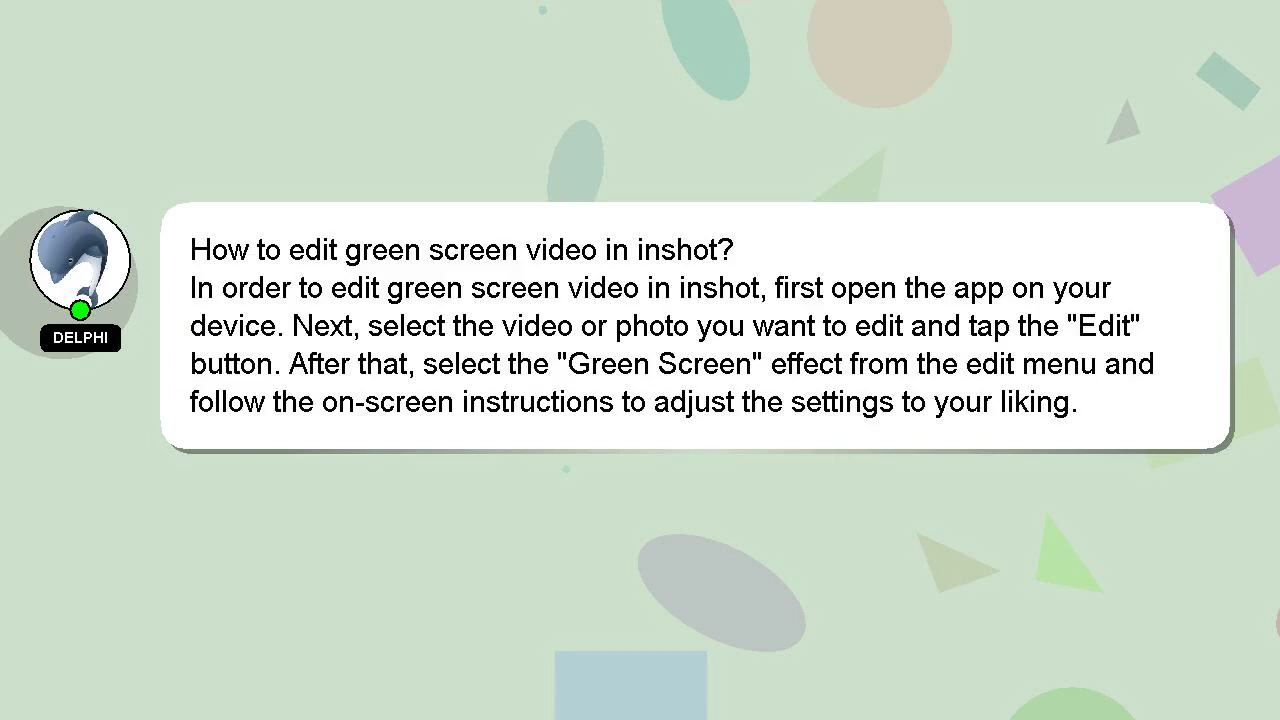 How to edit green screen video in inshot?
In order to edit green screen video in inshot, first open the app on your
device. Next, select the video or photo you want to edit and tap the "Edit"
button. After that, select the "Green Screen" effect from the edit menu and
follow the on-screen instructions to adjust the settings to your liking.
DELPHI